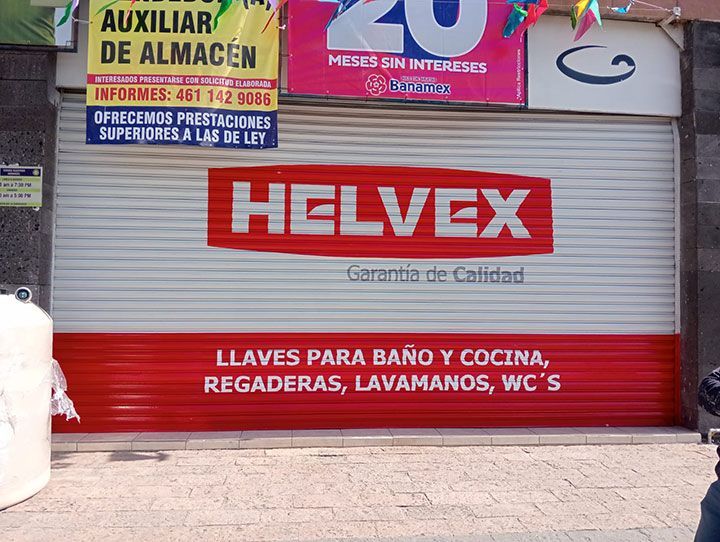 AUXILIAR
DE ALMACÉN
INTERESADOS PRESENTARSE CON SOLICITUD ELABORADA
INFORMES: 461 142 9086
OFRECEMOS PRESTACIONES
SUPERIORES A LAS DE LEY
20
MESES SIN INTERESES
Banamex
HELVEX
Garantía de Calidad
LLAVES PARA BAÑO Y COCINA,
REGADERAS, LAVAMANOS, WC´S